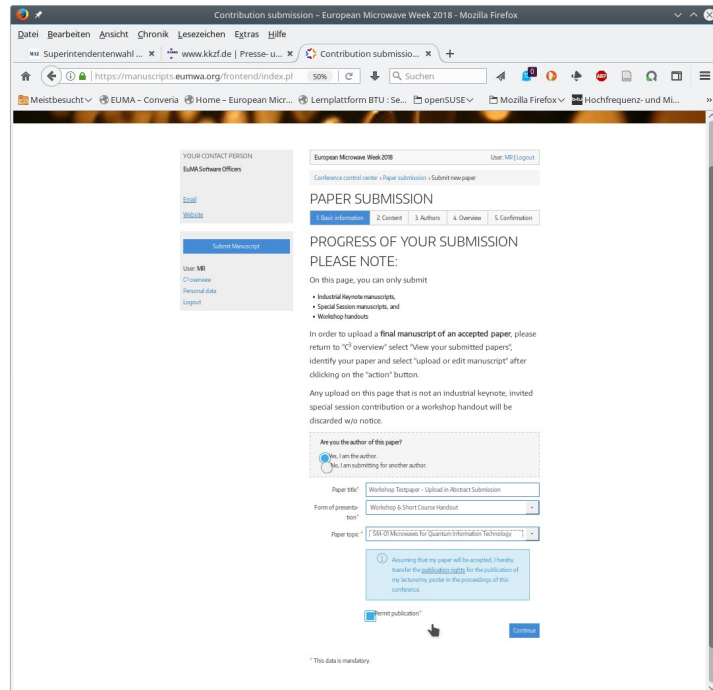 Contribution submission – European Microwave Week 2018 - Mozilla Firefox
Datei Bearbeiten Ansicht Chronik Lesezeichen Extras Hilfe
MAZ Superintendentenwahl ... × www.kkzf.de | Presse- u... × Contribution submissio... × +
https://manuscripts.eumwa.org/frontend/index.pl 50% Suchen
Meistbesucht EUMA – Converia Home – European Micr... Lernplattform BTU : Se... openSUSE Mozilla Firefox Hochfrequenz- und Mi... »
YOUR CONTACT PERSON
EuMA Software Officers
Email
Website
Submit Manuscript
User: MR
C³ overview
Personal data
Logout
European Microwave Week 2018 User: MR | Logout
Conference control center › Paper submission › Submit new paper
PAPER SUBMISSION
1. Basic information 2. Content 3. Authors 4. Overview 5. Confirmation
PROGRESS OF YOUR SUBMISSION
PLEASE NOTE:
On this page, you can only submit
• Industrial Keynote manuscripts,
• Special Session manuscripts, and
• Workshop handouts
In order to upload a final manuscript of an accepted paper, please
return to "C³ overview" select "View your submitted papers",
identify your paper and select "upload or edit manuscript" after
cklicking on the "action" button.
Any upload on this page that is not an industrial keynote, invited
special session contribution or a workshop handout will be
discarded w/o notice.
Are you the author of this paper?
Yes, I am the author.
No, I am submitting for another author.
Paper title* Workshop Testpaper – Upload in Abstract Submission
Form of presenta- Workshop & Short Course Handout
tion*
Paper topic * SM-01 Microwaves for Quantum Information Technology
Assuming that my paper will be accepted, I hereby
transfer the publication rights for the publication of
my lecture/my poster in the proceedings of this
conference.
Permit publication*
Continue
* This data is mandatory.